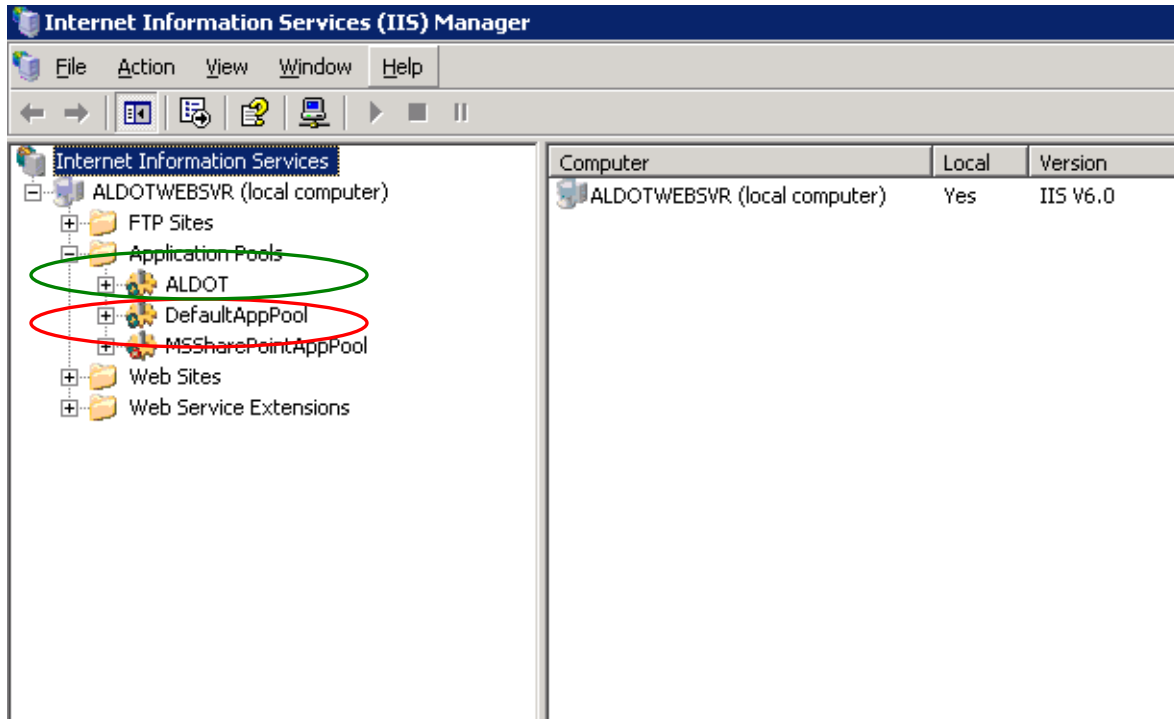 Internet Information Services (IIS) Manager
File Action View Window Help
Internet Information Services
ALDOTWEBSVR (local computer)
FTP Sites
Application Pools
ALDOT
DefaultAppPool
MSSharePointAppPool
Web Sites
Web Service Extensions
Computer Local Version
ALDOTWEBSVR (local computer) Yes IIS V6.0